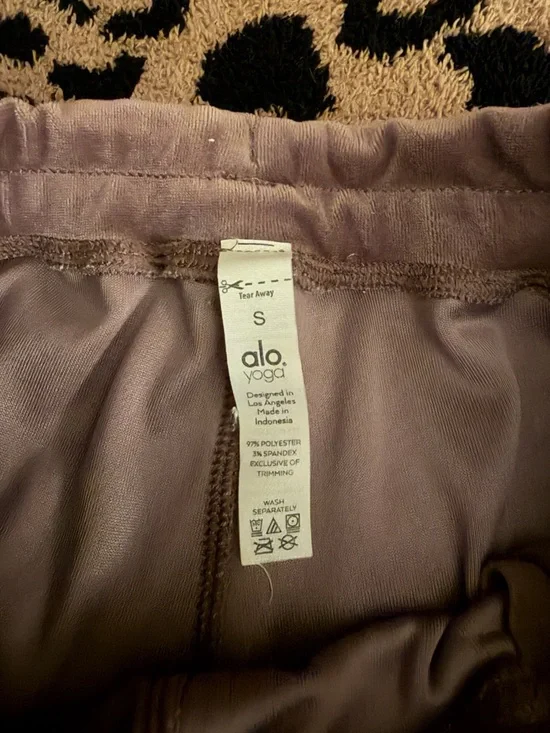 Tear Away
S
alo®
yoga
Designed in
Los Angeles
Made in
Indonesia
97% POLYESTER
3% SPANDEX
EXCLUSIVE OF
TRIMMING
WASH
SEPARATELY